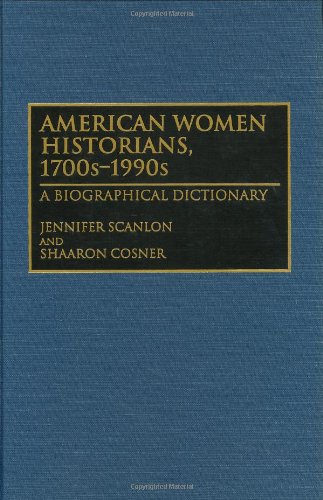 AMERICAN WOMEN
HISTORIANS,
1700s–1990s
A BIOGRAPHICAL DICTIONARY
JENNIFER SCANLON
AND
SHAARON COSNER